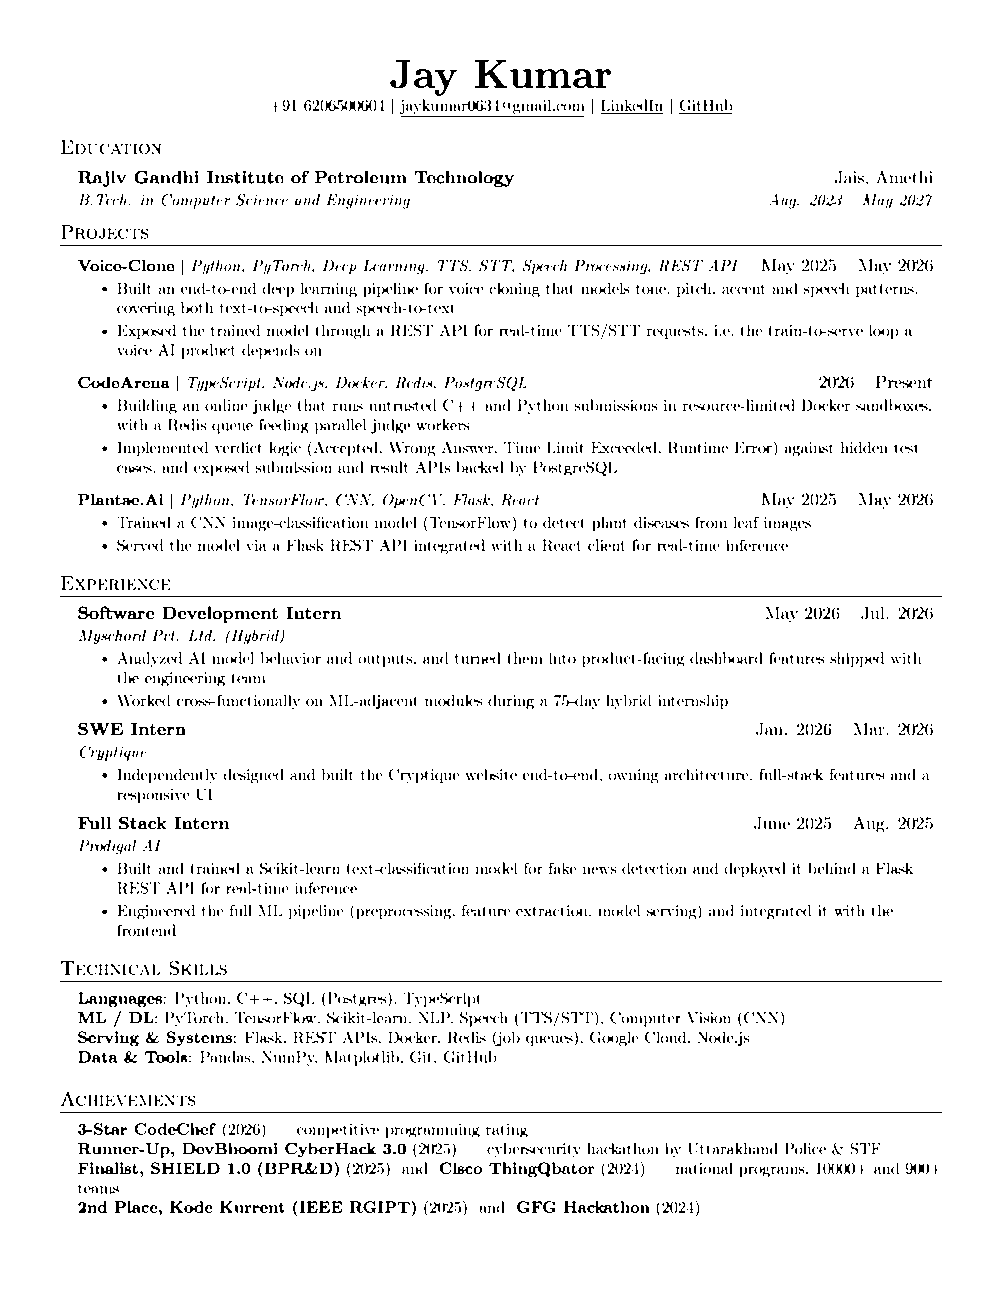 Jay Kumar
+91 6206500604 | jaykumar0634@gmail.com | LinkedIn | GitHub
Education
Rajiv Gandhi Institute of Petroleum Technology Jais, Amethi
B.Tech. in Computer Science and Engineering Aug. 2023 May 2027
Projects
Voice-Clone | Python, PyTorch, Deep Learning, TTS, STT, Speech Processing, REST API May 2025 May 2026
• Built an end-to-end deep learning pipeline for voice cloning that models tone, pitch, accent and speech patterns,
covering both text-to-speech and speech-to-text
• Exposed the trained model through a REST API for real-time TTS/STT requests, i.e. the train-to-serve loop a
voice AI product depends on
CodeArena | TypeScript, Node.js, Docker, Redis, PostgreSQL 2026 Present
• Building an online judge that runs untrusted C++ and Python submissions in resource-limited Docker sandboxes,
with a Redis queue feeding parallel judge workers
• Implemented verdict logic (Accepted, Wrong Answer, Time Limit Exceeded, Runtime Error) against hidden test
cases, and exposed submission and result APIs backed by PostgreSQL
Plantae.Ai | Python, TensorFlow, CNN, OpenCV, Flask, React May 2025 May 2026
• Trained a CNN image-classification model (TensorFlow) to detect plant diseases from leaf images
• Served the model via a Flask REST API integrated with a React client for real-time inference
Experience
Software Development Intern May 2026 Jul. 2026
Myschord Pvt. Ltd. (Hybrid)
• Analyzed AI model behavior and outputs, and turned them into product-facing dashboard features shipped with
the engineering team
• Worked cross-functionally on ML-adjacent modules during a 75-day hybrid internship
SWE Intern Jan. 2026 Mar. 2026
Cryptique
• Independently designed and built the Cryptique website end-to-end, owning architecture, full-stack features and a
responsive UI
Full Stack Intern June 2025 Aug. 2025
Prodigal AI
• Built and trained a Scikit-learn text-classification model for fake news detection and deployed it behind a Flask
REST API for real-time inference
• Engineered the full ML pipeline (preprocessing, feature extraction, model serving) and integrated it with the
frontend
Technical Skills
Languages: Python, C++, SQL (Postgres), TypeScript
ML / DL: PyTorch, TensorFlow, Scikit-learn, NLP, Speech (TTS/STT), Computer Vision (CNN)
Serving & Systems: Flask, REST APIs, Docker, Redis (job queues), Google Cloud, Node.js
Data & Tools: Pandas, NumPy, Matplotlib, Git, GitHub
Achievements
3-Star CodeChef (2026) competitive programming rating
Runner-Up, DevBhoomi CyberHack 3.0 (2025) cybersecurity hackathon by Uttarakhand Police & STF
Finalist, SHIELD 1.0 (BPR&D) (2025) and Cisco ThingQbator (2024) national programs, 10000+ and 900+
teams
2nd Place, Kode Kurrent (IEEE RGIPT) (2025) and GFG Hackathon (2024)